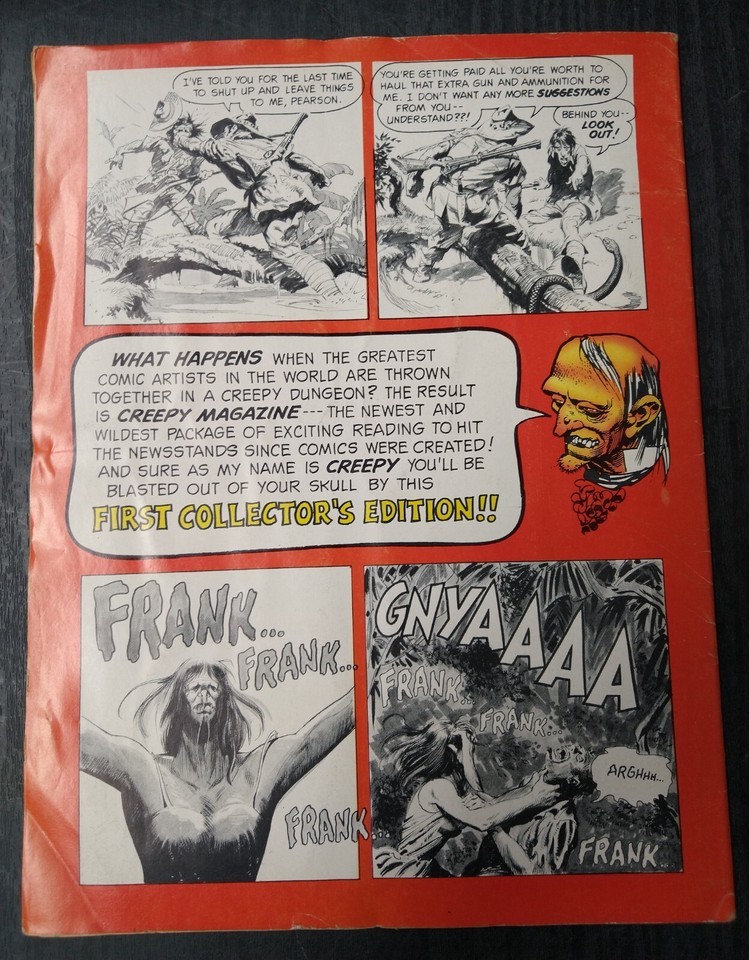 I'VE TOLD YOU FOR THE LAST TIME
TO SHUT UP AND LEAVE THINGS
TO ME, PEARSON.
YOU'RE GETTING PAID ALL YOU'RE WORTH TO
HAUL THAT EXTRA GUN AND AMMUNITION FOR
ME. I DON'T WANT ANY MORE SUGGESTIONS
FROM YOU--
UNDERSTAND??!
BEHIND YOU--
LOOK
OUT!
WHAT HAPPENS WHEN THE GREATEST
COMIC ARTISTS IN THE WORLD ARE THROWN
TOGETHER IN A CREEPY DUNGEON? THE RESULT
IS CREEPY MAGAZINE---THE NEWEST AND
WILDEST PACKAGE OF EXCITING READING TO HIT
THE NEWSSTANDS SINCE COMICS WERE CREATED!
AND SURE AS MY NAME IS CREEPY YOU'LL BE
BLASTED OUT OF YOUR SKULL BY THIS
FIRST COLLECTOR'S EDITION!!
FRANK...
FRANK...
FRANK...
GNYAAAAA
FRANK...
FRANK...
ARGHHH...
FRANK...